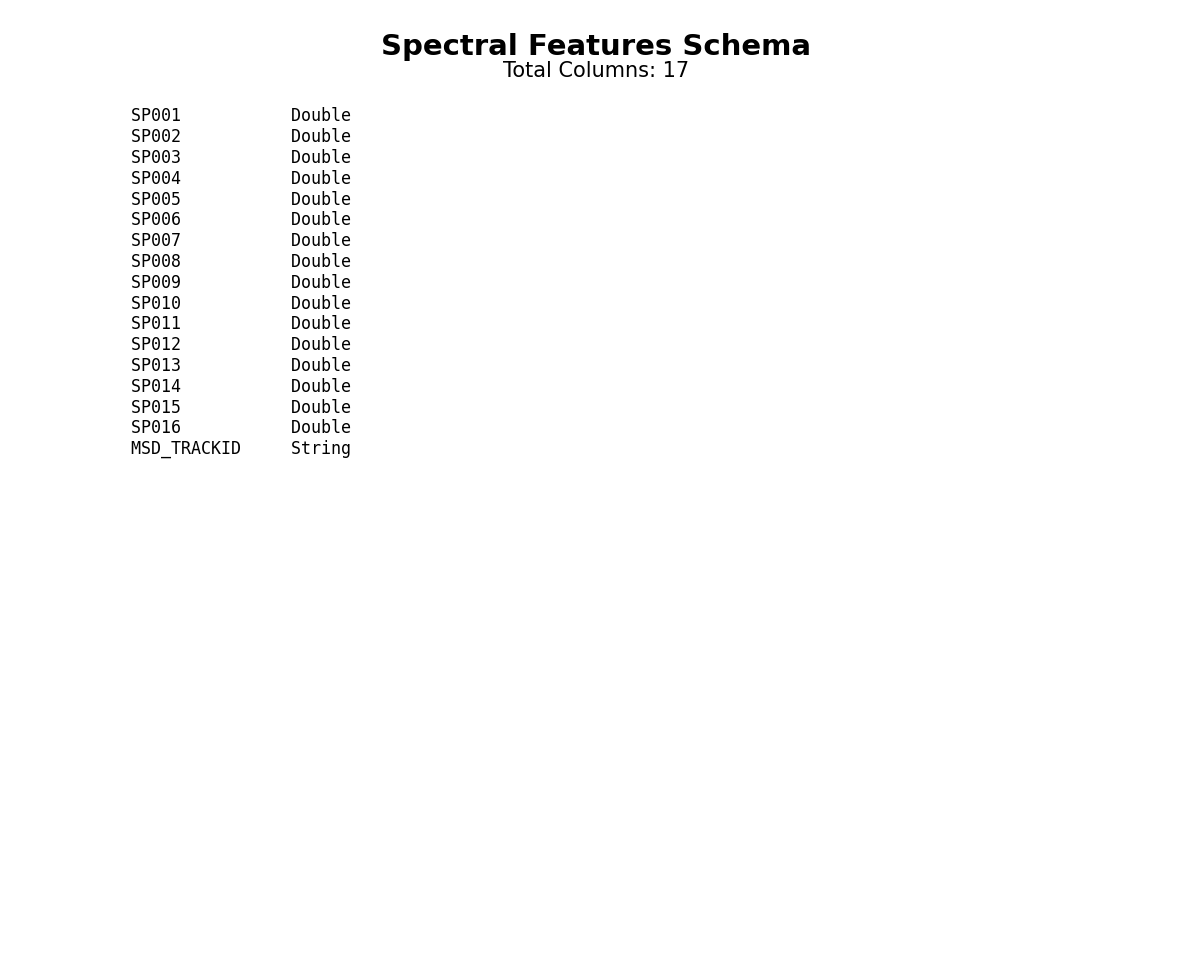 Spectral Features Schema
Total Columns: 17
SP001 Double
SP002 Double
SP003 Double
SP004 Double
SP005 Double
SP006 Double
SP007 Double
SP008 Double
SP009 Double
SP010 Double
SP011 Double
SP012 Double
SP013 Double
SP014 Double
SP015 Double
SP016 Double
MSD_TRACKID String